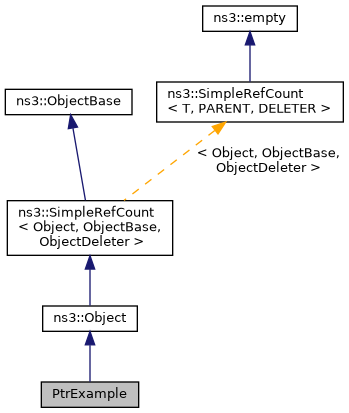 ns3::empty
ns3::ObjectBase
ns3::SimpleRefCount
< T, PARENT, DELETER >
< Object, ObjectBase,
ObjectDeleter >
ns3::SimpleRefCount
< Object, ObjectBase,
ObjectDeleter >
ns3::Object
PtrExample